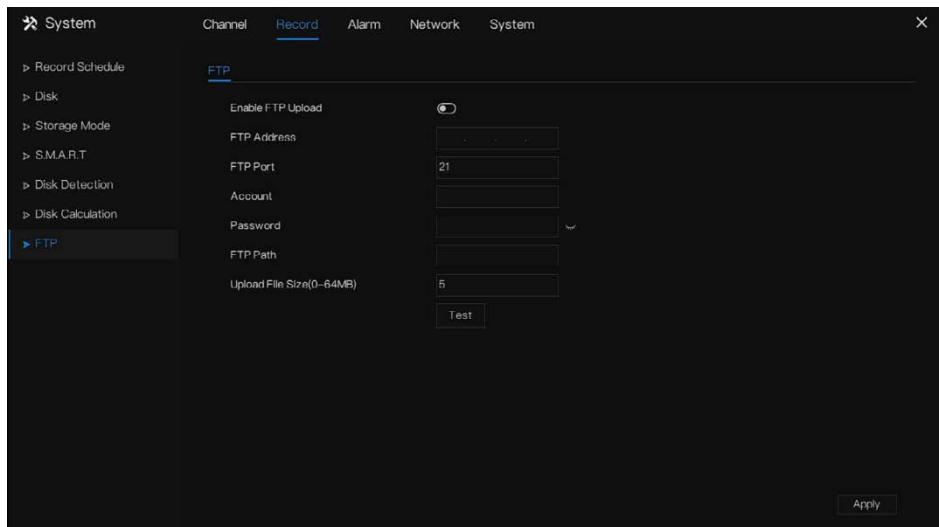 System
Channel Record Alarm Network System
Record Schedule
Disk
Storage Mode
S.M.A.R.T
Disk Detection
Disk Calculation
FTP
FTP
Enable FTP Upload
FTP Address
FTP Port 21
Account
Password
FTP Path
Upload File Size(0-64MB) 5
Test
Apply